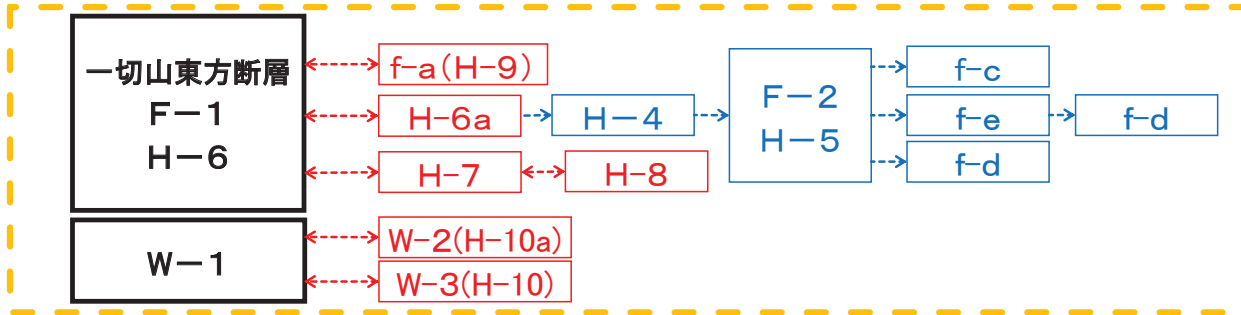 一切山東方断層
F－1
H－6
f-a(H-9)
H-6a
H－4
F－2
H－5
f-c
f-e
f-d
f-d
H-7
H-8
W－1
W-2(H-10a)
W-3(H-10)